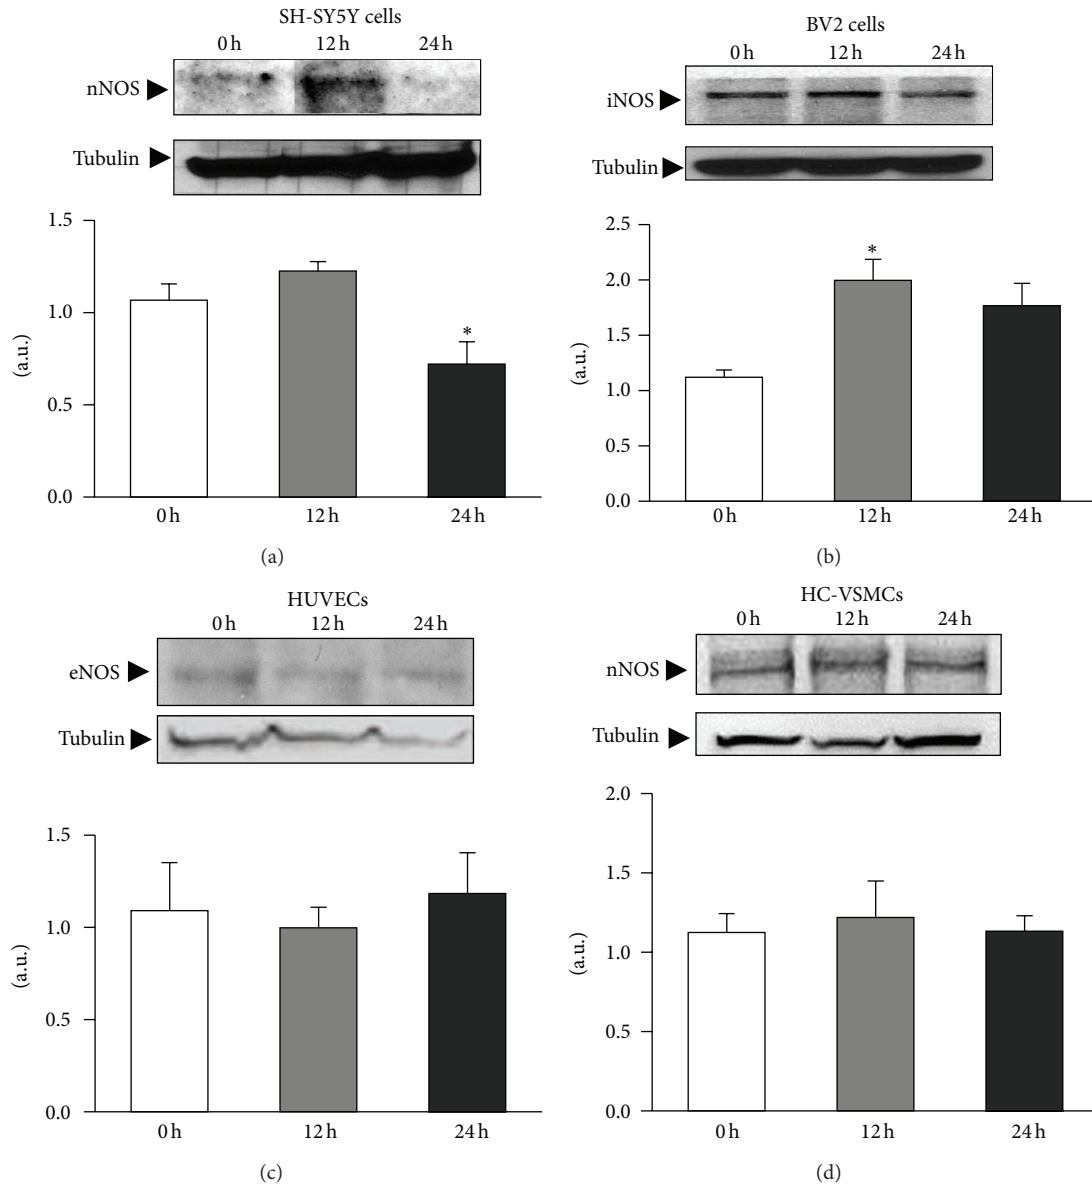 SH-SY5Y cells
0 h 12 h 24 h
nNOS
Tubulin
1.5
1.0
0.5
0.0
(a.u.)
*
0 h 12 h 24 h
(a)
BV2 cells
0 h 12 h 24 h
iNOS
Tubulin
2.5
2.0
1.5
1.0
0.5
0.0
(a.u.)
*
0 h 12 h 24 h
(b)
HUVECs
0 h 12 h 24 h
eNOS
Tubulin
1.5
1.0
0.5
0.0
(a.u.)
0 h 12 h 24 h
(c)
HC-VSMCs
0 h 12 h 24 h
nNOS
Tubulin
2.0
1.5
1.0
0.5
0.0
(a.u.)
0 h 12 h 24 h
(d)